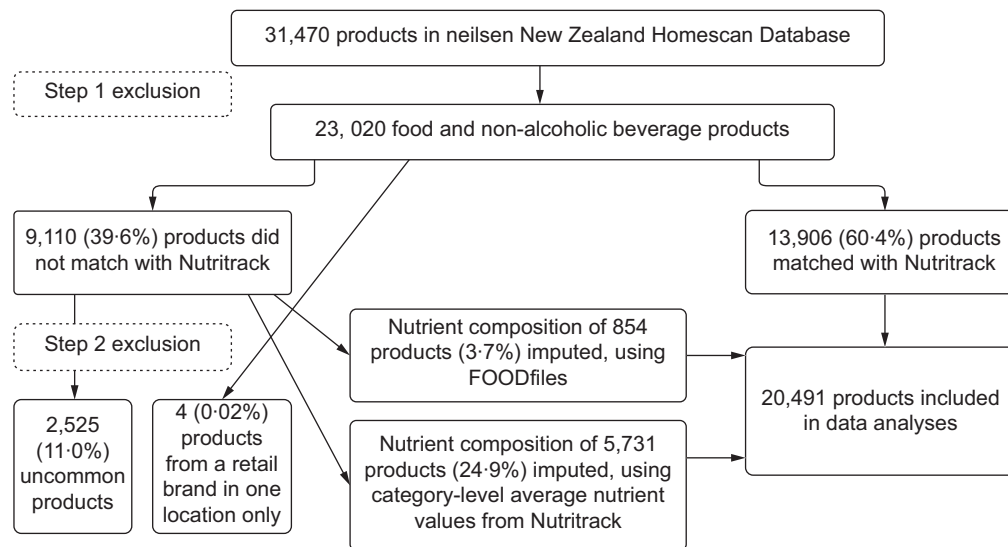 31,470 products in neilsen New Zealand Homescan Database
Step 1 exclusion
23, 020 food and non-alcoholic beverage products
9,110 (39·6%) products did
not match with Nutritrack
13,906 (60·4%) products
matched with Nutritrack
Step 2 exclusion
Nutrient composition of 854
products (3·7%) imputed, using
FOODfiles
20,491 products included
in data analyses
2,525
(11·0%)
uncommon
products
4 (0·02%)
products
from a retail
brand in one
location only
Nutrient composition of 5,731
products (24·9%) imputed, using
category-level average nutrient
values from Nutritrack